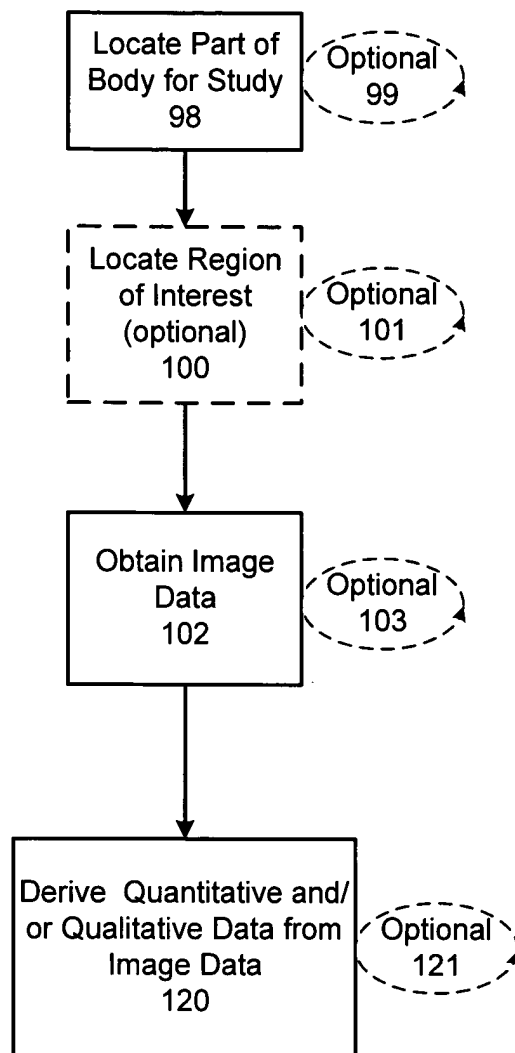 Locate Part of
Body for Study
98
Optional
99
Locate Region
of Interest
(optional)
100
Optional
101
Obtain Image
Data
102
Optional
103
Derive Quantitative and/
or Qualitative Data from
Image Data
120
Optional
121